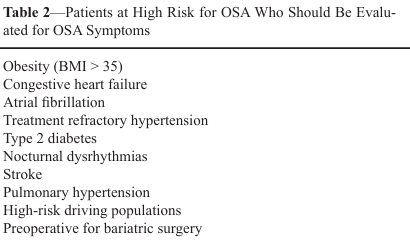 Table 2—Patients at High Risk for OSA Who Should Be Evalu-
ated for OSA Symptoms
Obesity (BMI > 35)
Congestive heart failure
Atrial fibrillation
Treatment refractory hypertension
Type 2 diabetes
Nocturnal dysrhythmias
Stroke
Pulmonary hypertension
High-risk driving populations
Preoperative for bariatric surgery